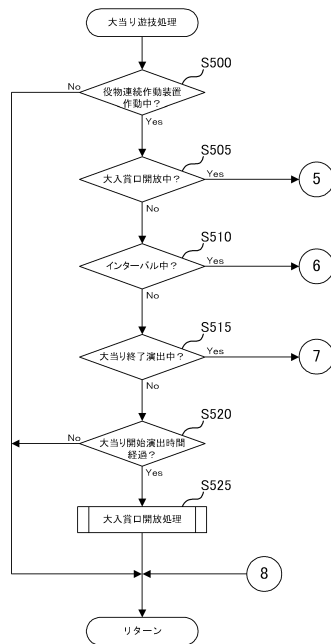 大当り遊技処理
S500
役物連続作動装置
作動中？
No
Yes
S505
大入賞口開放中？
Yes
5
No
S510
インターバル中？
Yes
6
No
S515
大当り終了演出中？
Yes
7
No
S520
大当り開始演出時間
経過？
No
Yes
S525
大入賞口開放処理
8
リターン